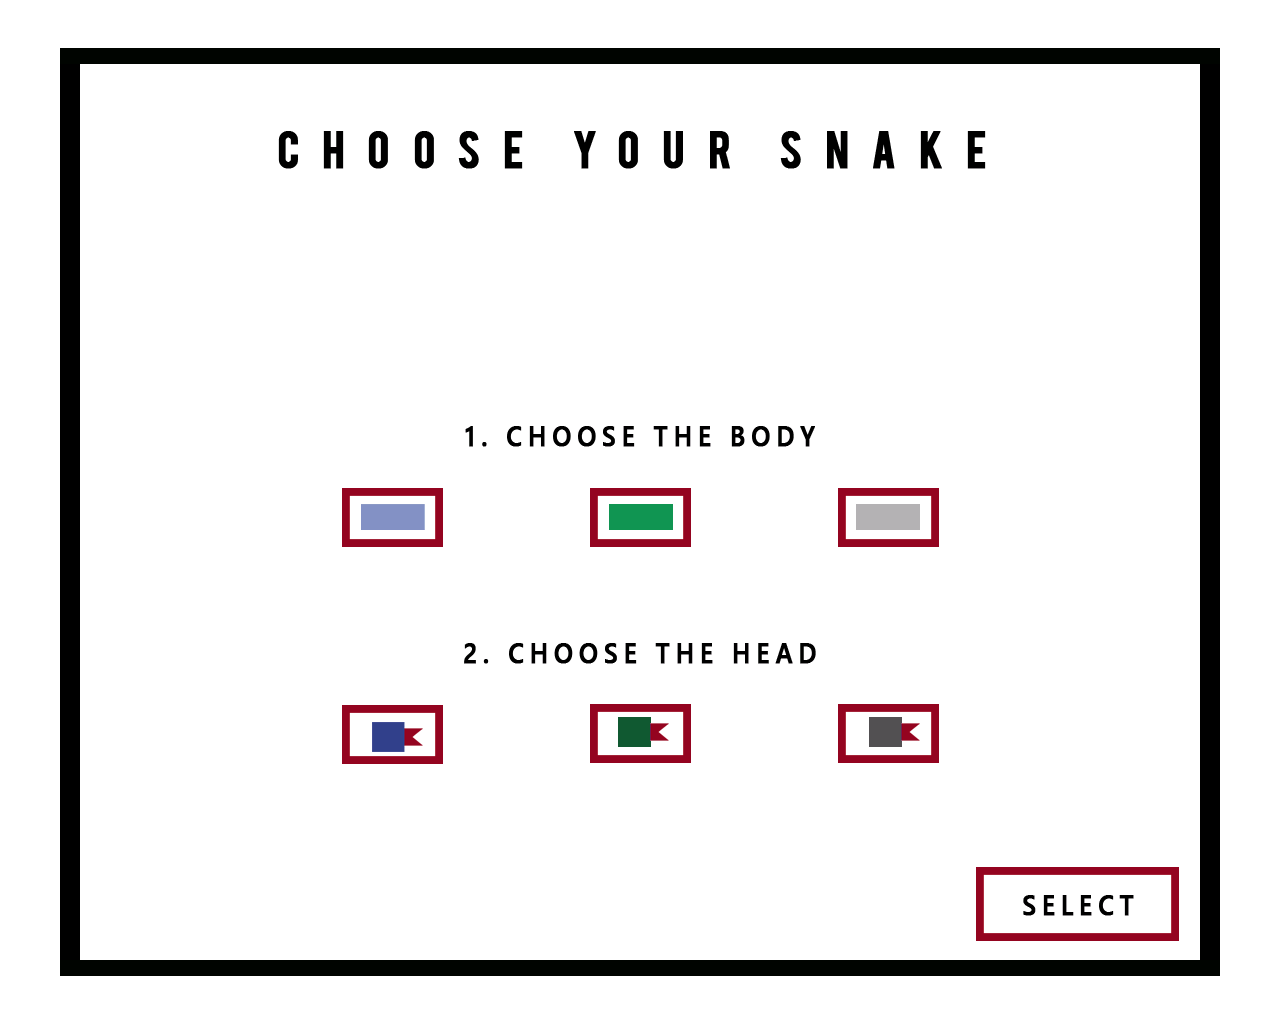 CHOOSE YOUR SNAKE
1. CHOOSE THE BODY
2. CHOOSE THE HEAD
SELECT